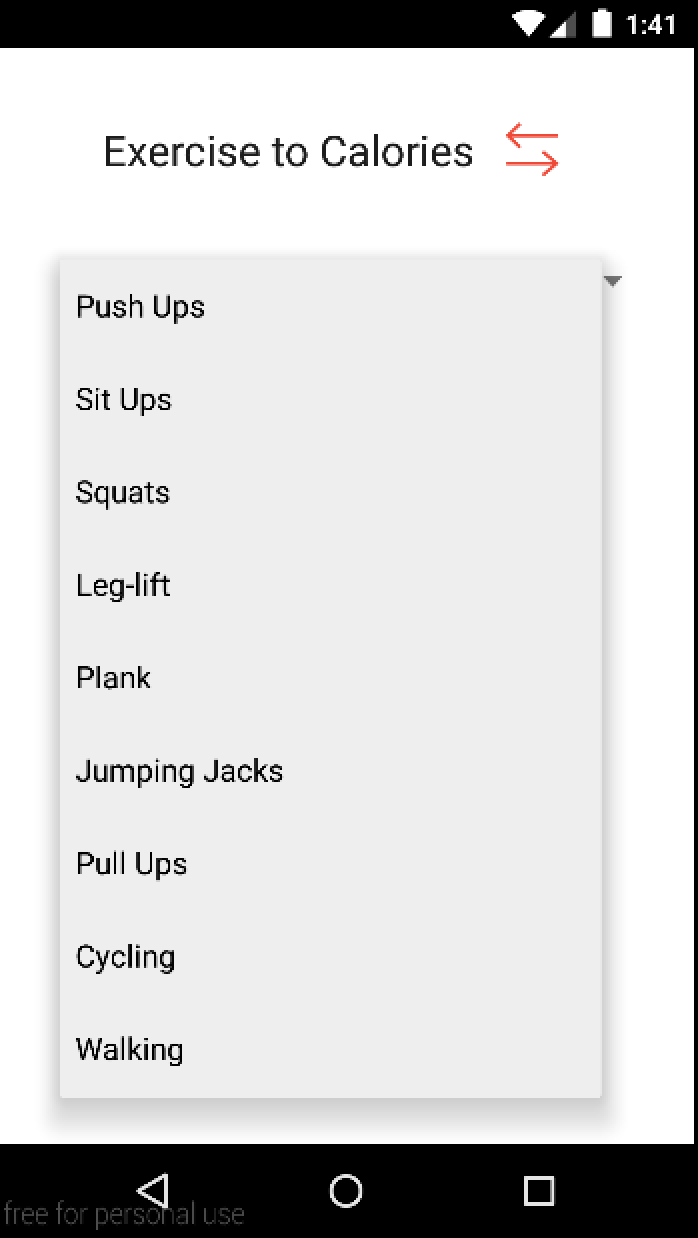 1:41
Exercise to Calories
Push Ups
Sit Ups
Squats
Leg-lift
Plank
Jumping Jacks
Pull Ups
Cycling
Walking
free for personal use